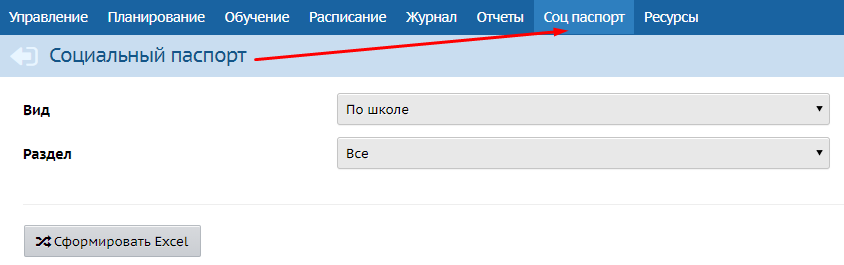 Управление Планирование Обучение Расписание Журнал Отчеты Соц паспорт Ресурсы
Социальный паспорт
Вид По школе
Раздел Все
Сформировать Excel